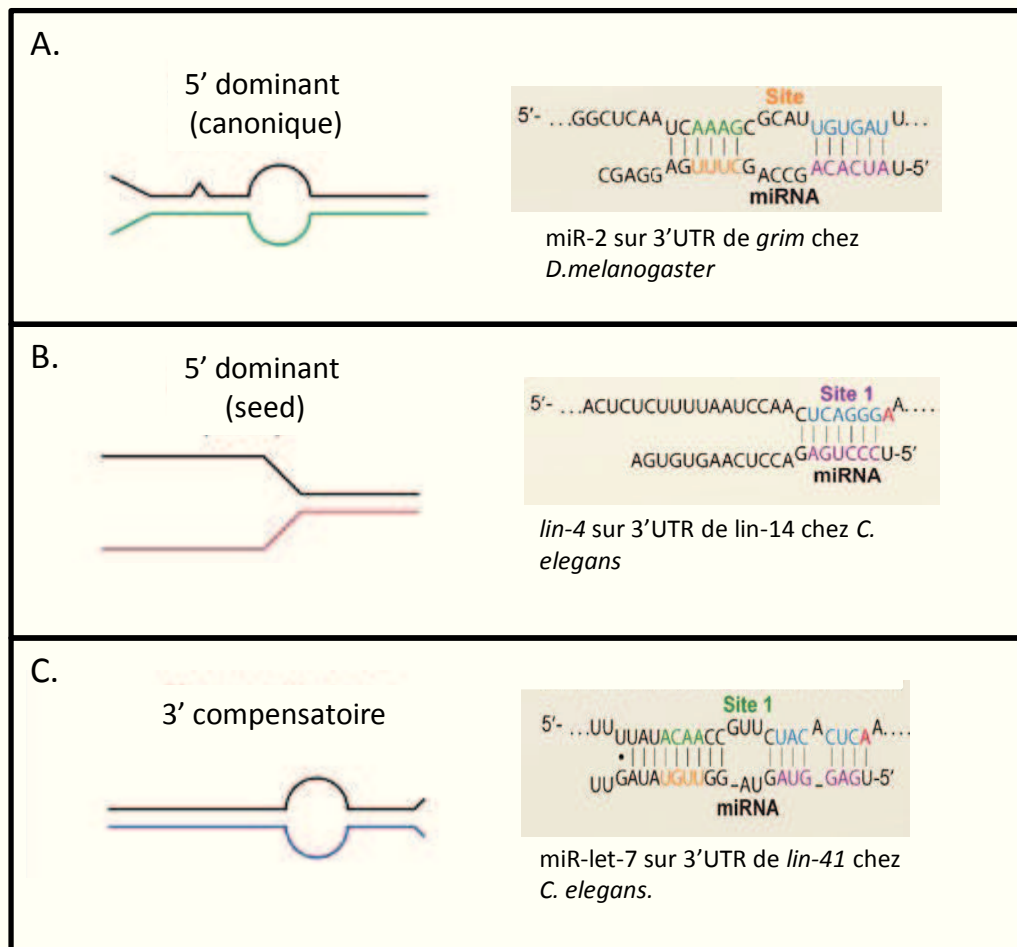 A.
5' dominant
(canonique)
Site
5'- ...GGCUCAA UCAAAGC GCAU UGUGAU U...
CGAGG AGUUUCG ACCG ACACUA U-5'
miRNA
miR-2 sur 3'UTR de grim chez
D.melanogaster
B.
5' dominant
(seed)
Site 1
5'- ...ACUCUCUUUUAAUCCAA CUCAGGGA A....
AGUGUGAACUCCA GAGUCCCU-5'
miRNA
lin-4 sur 3'UTR de lin-14 chez C.
elegans
C.
3' compensatoire
Site 1
5'- ...UU UUAUACAACC GUU CUAC A CUCA A....
UU GAUAUGUUGG -AU GAUG - GAGU-5'
miRNA
miR-let-7 sur 3'UTR de lin-41 chez
C. elegans.